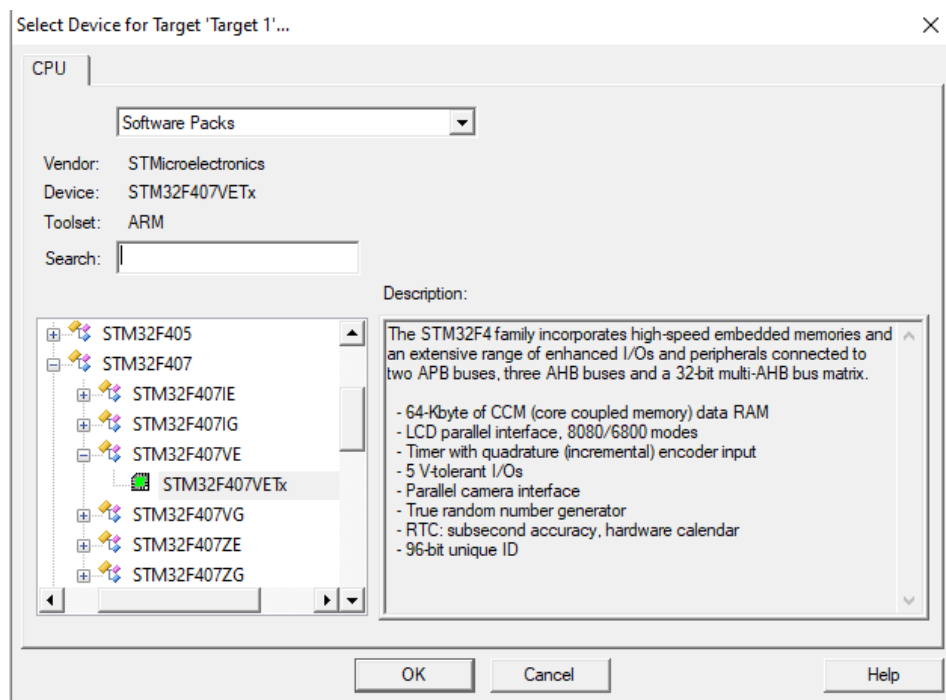 Select Device for Target 'Target 1'...
CPU
Software Packs
Vendor: STMicroelectronics
Device: STM32F407VETx
Toolset: ARM
Search:
Description:
STM32F405
STM32F407
STM32F407IE
STM32F407IG
STM32F407VE
STM32F407VETx
STM32F407VG
STM32F407ZE
STM32F407ZG
The STM32F4 family incorporates high-speed embedded memories and
an extensive range of enhanced I/Os and peripherals connected to
two APB buses, three AHB buses and a 32-bit multi-AHB bus matrix.
- 64-Kbyte of CCM (core coupled memory) data RAM
- LCD parallel interface, 8080/6800 modes
- Timer with quadrature (incremental) encoder input
- 5 V-tolerant I/Os
- Parallel camera interface
- True random number generator
- RTC: subsecond accuracy, hardware calendar
- 96-bit unique ID
OK Cancel Help